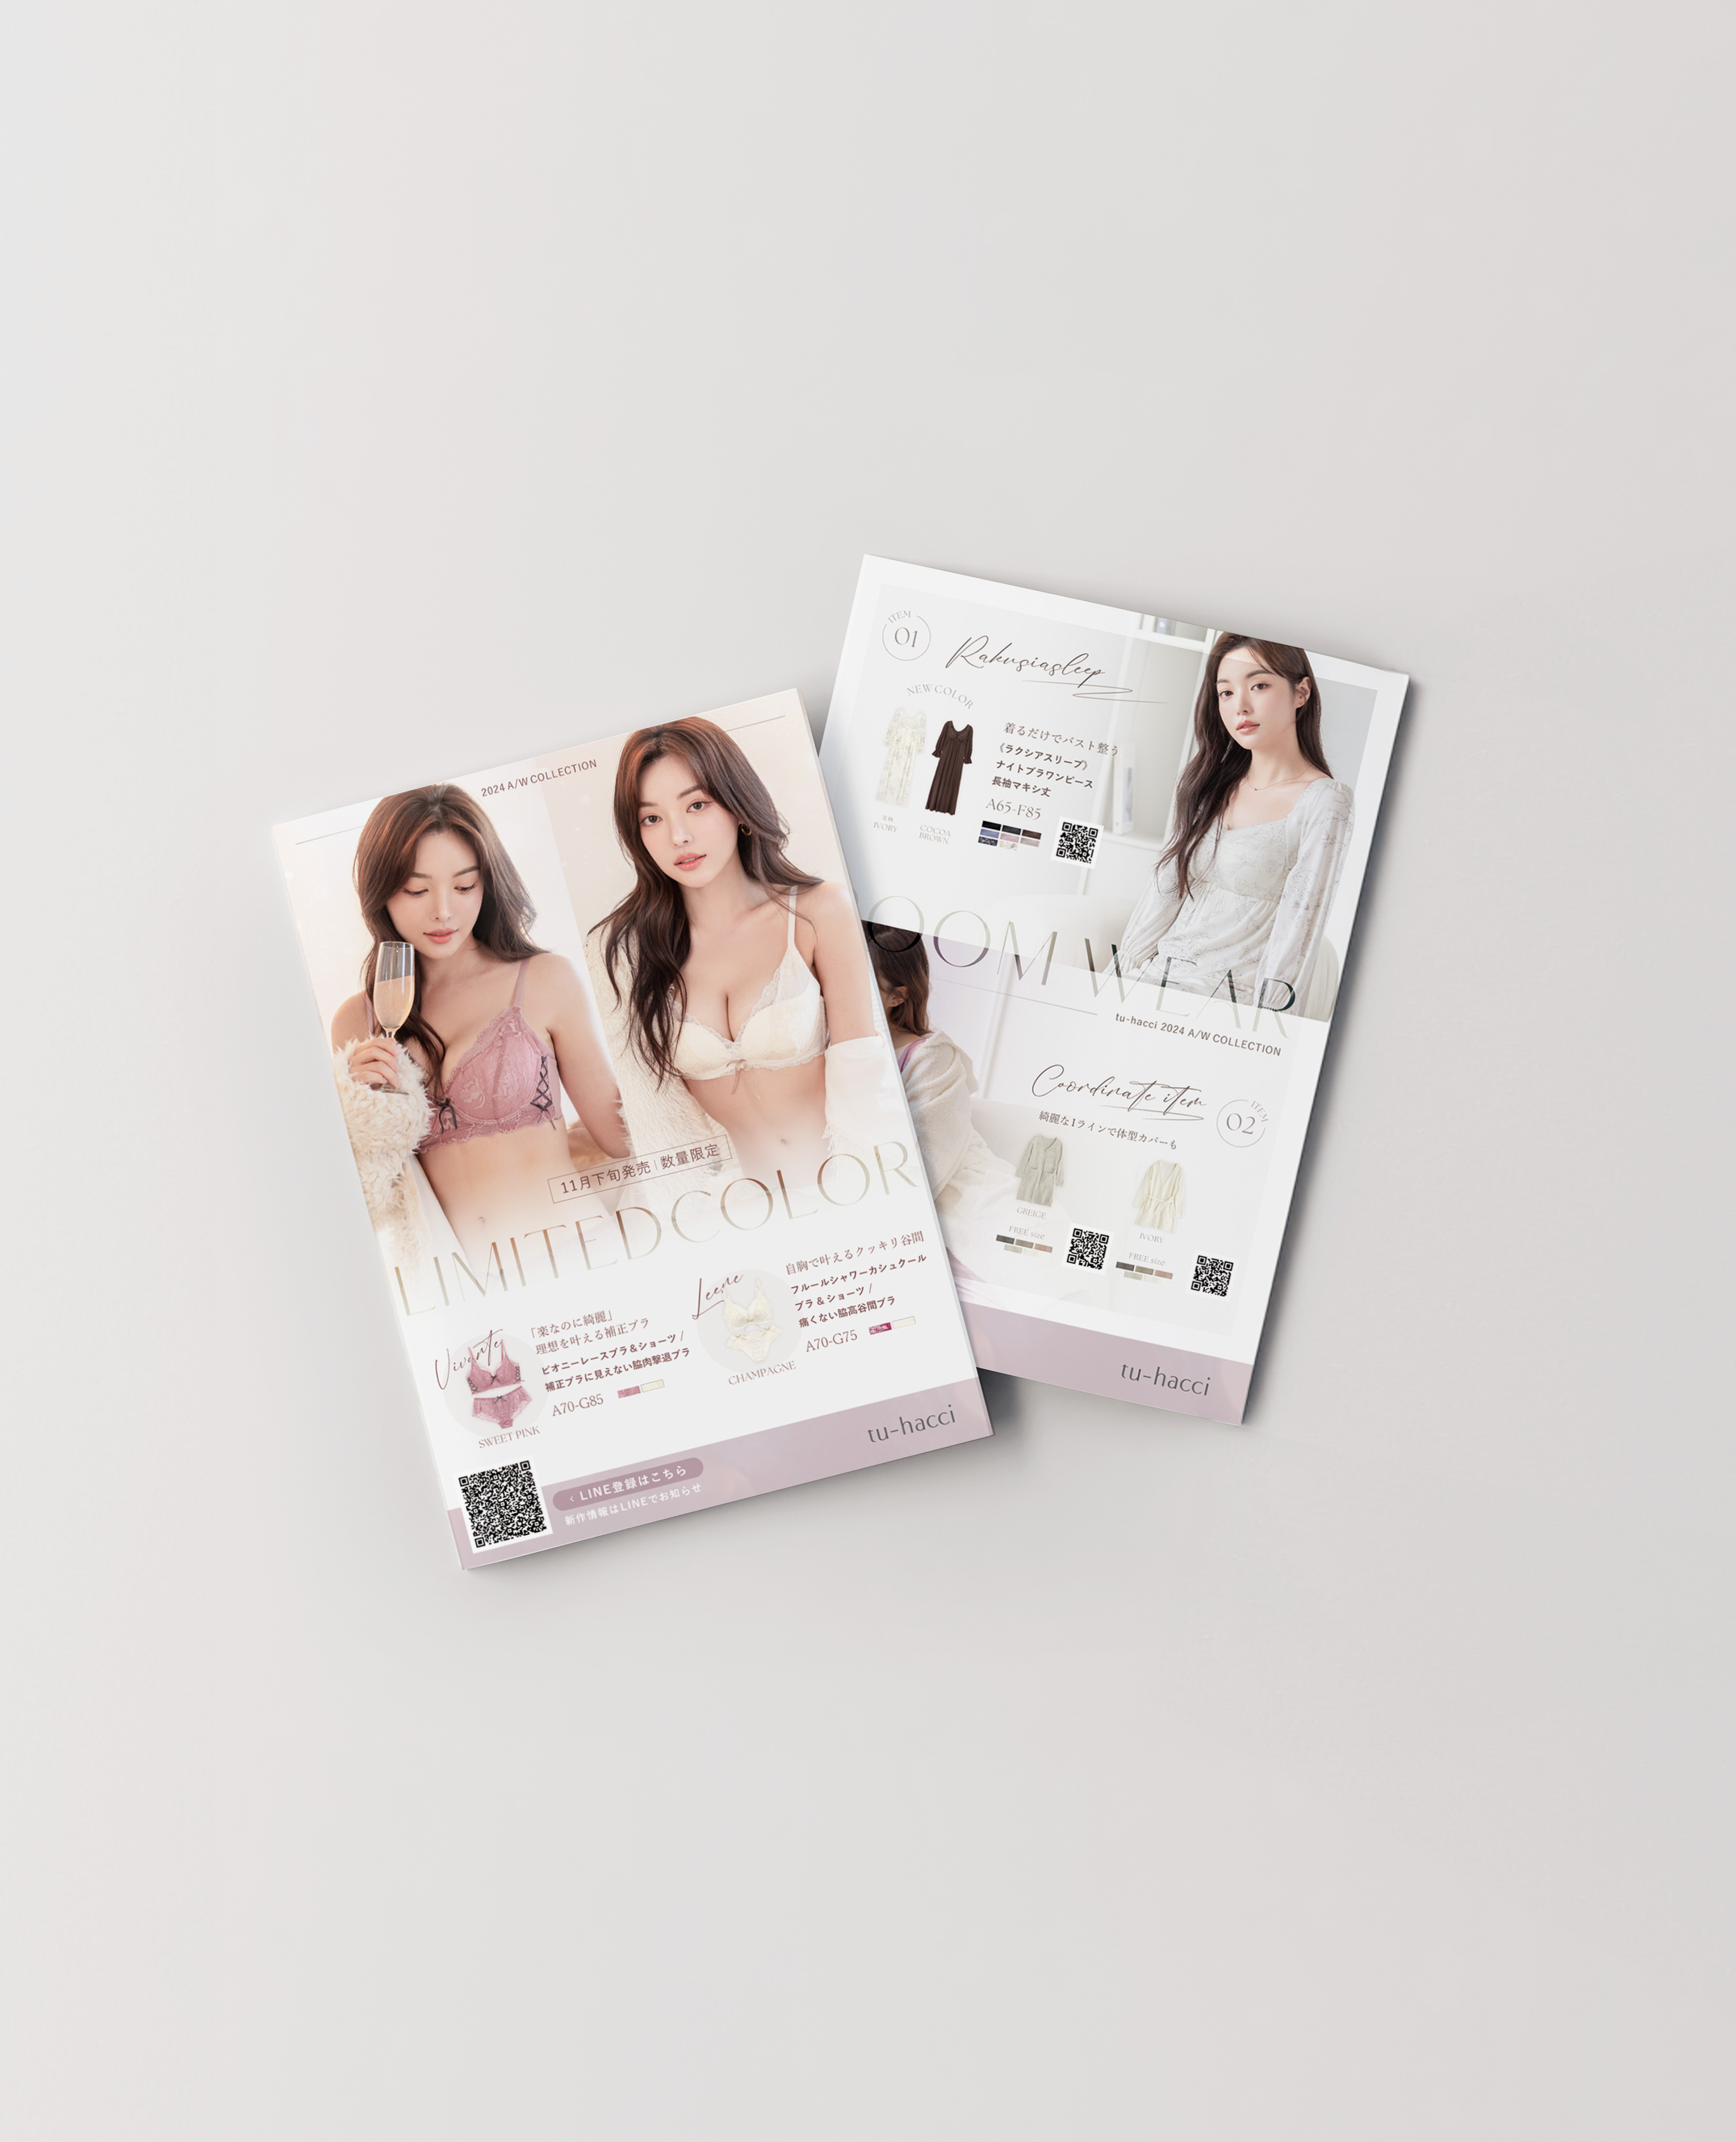 2024 A/W COLLECTION
11月下旬発売 | 数量限定
LIMITED COLOR
Vivante
「楽なのに綺麗」
理想を叶える補正ブラ
ピオニーレースブラ&ショーツ /
補正ブラに見えない脇肉撃退ブラ
A70-G85
SWEET PINK
Leene
自胸で叶えるクッキリ谷間
フルールシャワーカシュクール
ブラ & ショーツ /
痛くない脇高谷間ブラ
A70-G75
CHAMPAGNE
‹ LINE登録はこちら
新作情報はLINEでお知らせ
tu-hacci
ITEM
01
Rakusiasleep
NEW COLOR
IVORY
COCOA
BROWN
着るだけでバスト整う
《ラクシアスリープ》
ナイトブラワンピース
長袖マキシ丈
A65-F85
OOM WEAR
tu-hacci 2024 A/W COLLECTION
Coordinate item
ITEM
02
綺麗なIラインで体型カバーも
GREIGE
FREE size
IVORY
FREE size
tu-hacci